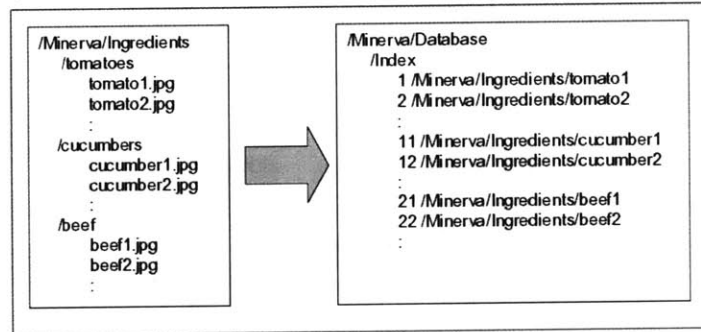 /Minerva/Ingredients
/tomatoes
tomato1.jpg
tomato2.jpg
:
/cucumbers
cucumber1.jpg
cucumber2.jpg
:
/beef
beef1.jpg
beef2.jpg
:
/Minerva/Database
/Index
1 /Minerva/Ingredients/tomato1
2 /Minerva/Ingredients/tomato2
:
11 /Minerva/Ingredients/cucumber1
12 /Minerva/Ingredients/cucumber2
:
21 /Minerva/Ingredients/beef1
22 /Minerva/Ingredients/beef2
: